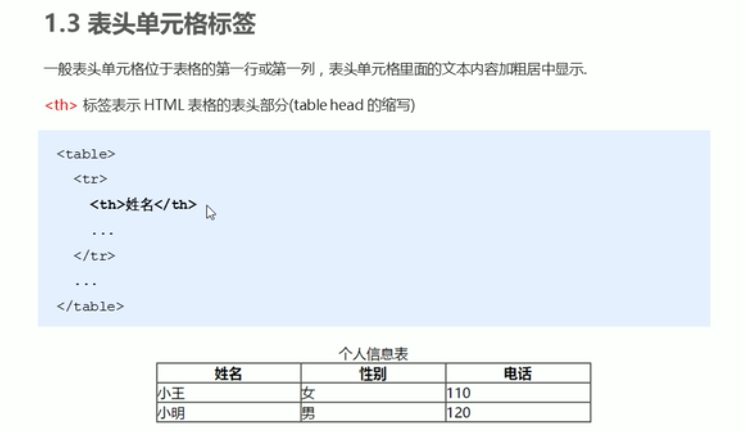 1.3 表头单元格标签
一般表头单元格位于表格的第一行或第一列，表头单元格里面的文本内容加粗居中显示.
<th> 标签表示 HTML 表格的表头部分(table head 的缩写)
<table>
<tr>
<th>姓名</th>
...
</tr>
...
</table>
个人信息表
姓名 性别 电话
小王 女 110
小明 男 120